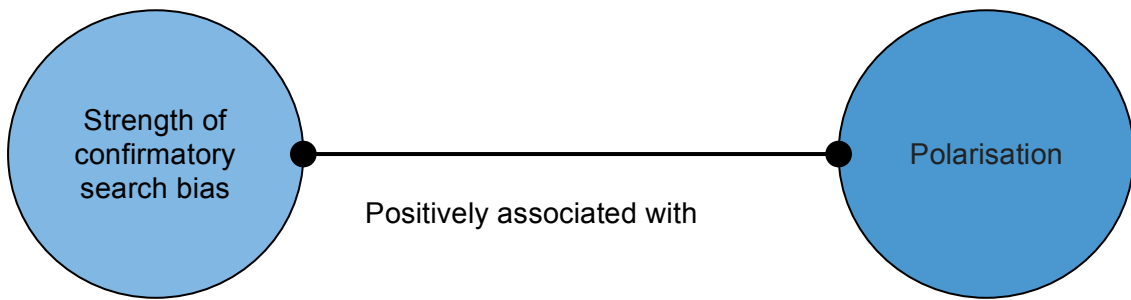 Strength of
confirmatory
search bias
Positively associated with
Polarisation